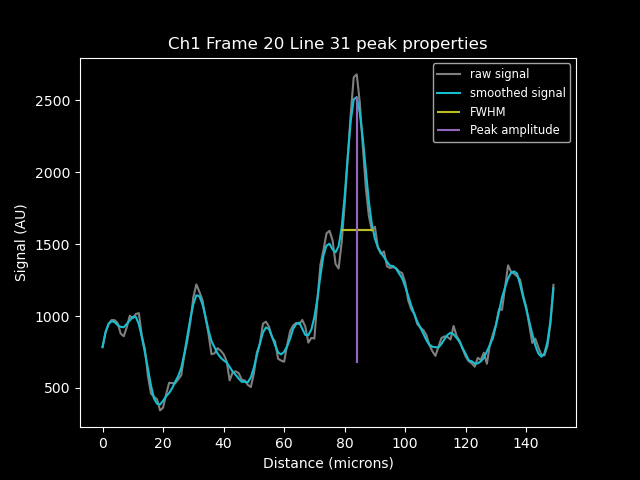 Ch1 Frame 20 Line 31 peak properties
raw signal
smoothed signal
FWHM
Peak amplitude
Signal (AU)
2500
2000
1500
1000
500
0 20 40 60 80 100 120 140
Distance (microns)